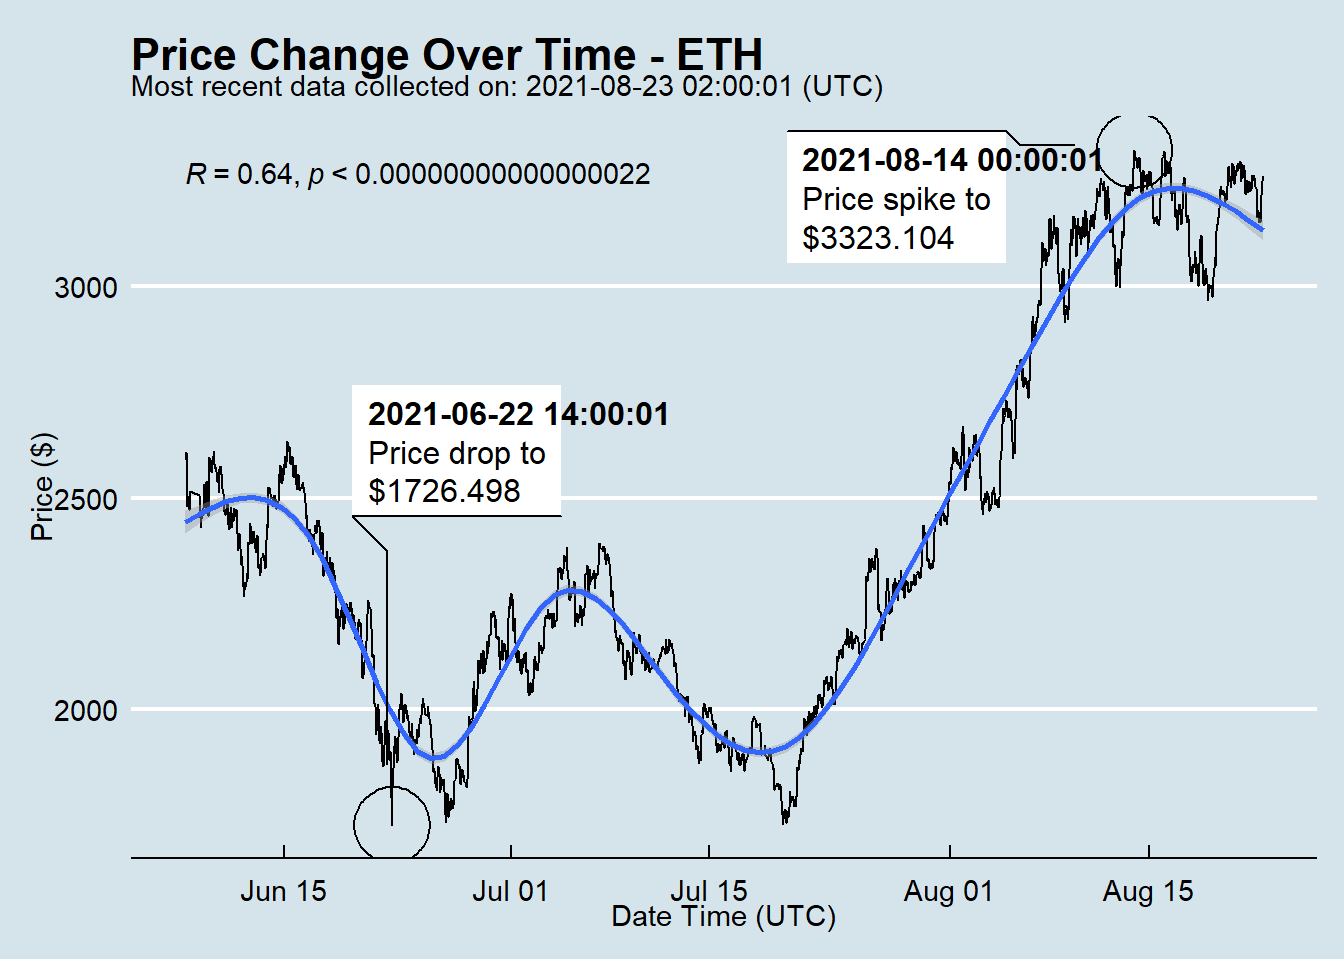 Price Change Over Time - ETH
Most recent data collected on: 2021-08-23 02:00:01 (UTC)
R = 0.64, p < 0.00000000000000022
2021-08-14 00:00:01
Price spike to
$3323.104
2021-06-22 14:00:01
Price drop to
$1726.498
Price ($)
3000
2500
2000
Jun 15
Jul 01
Jul 15
Aug 01
Aug 15
Date Time (UTC)